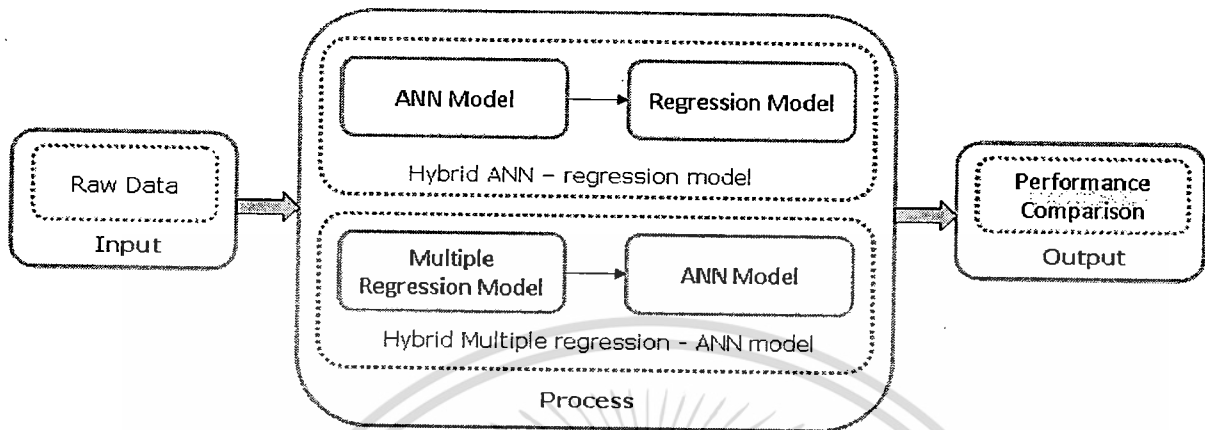 Raw Data
Input
ANN Model
Regression Model
Hybrid ANN – regression model
Multiple
Regression Model
ANN Model
Hybrid Multiple regression - ANN model
Process
Performance
Comparison
Output